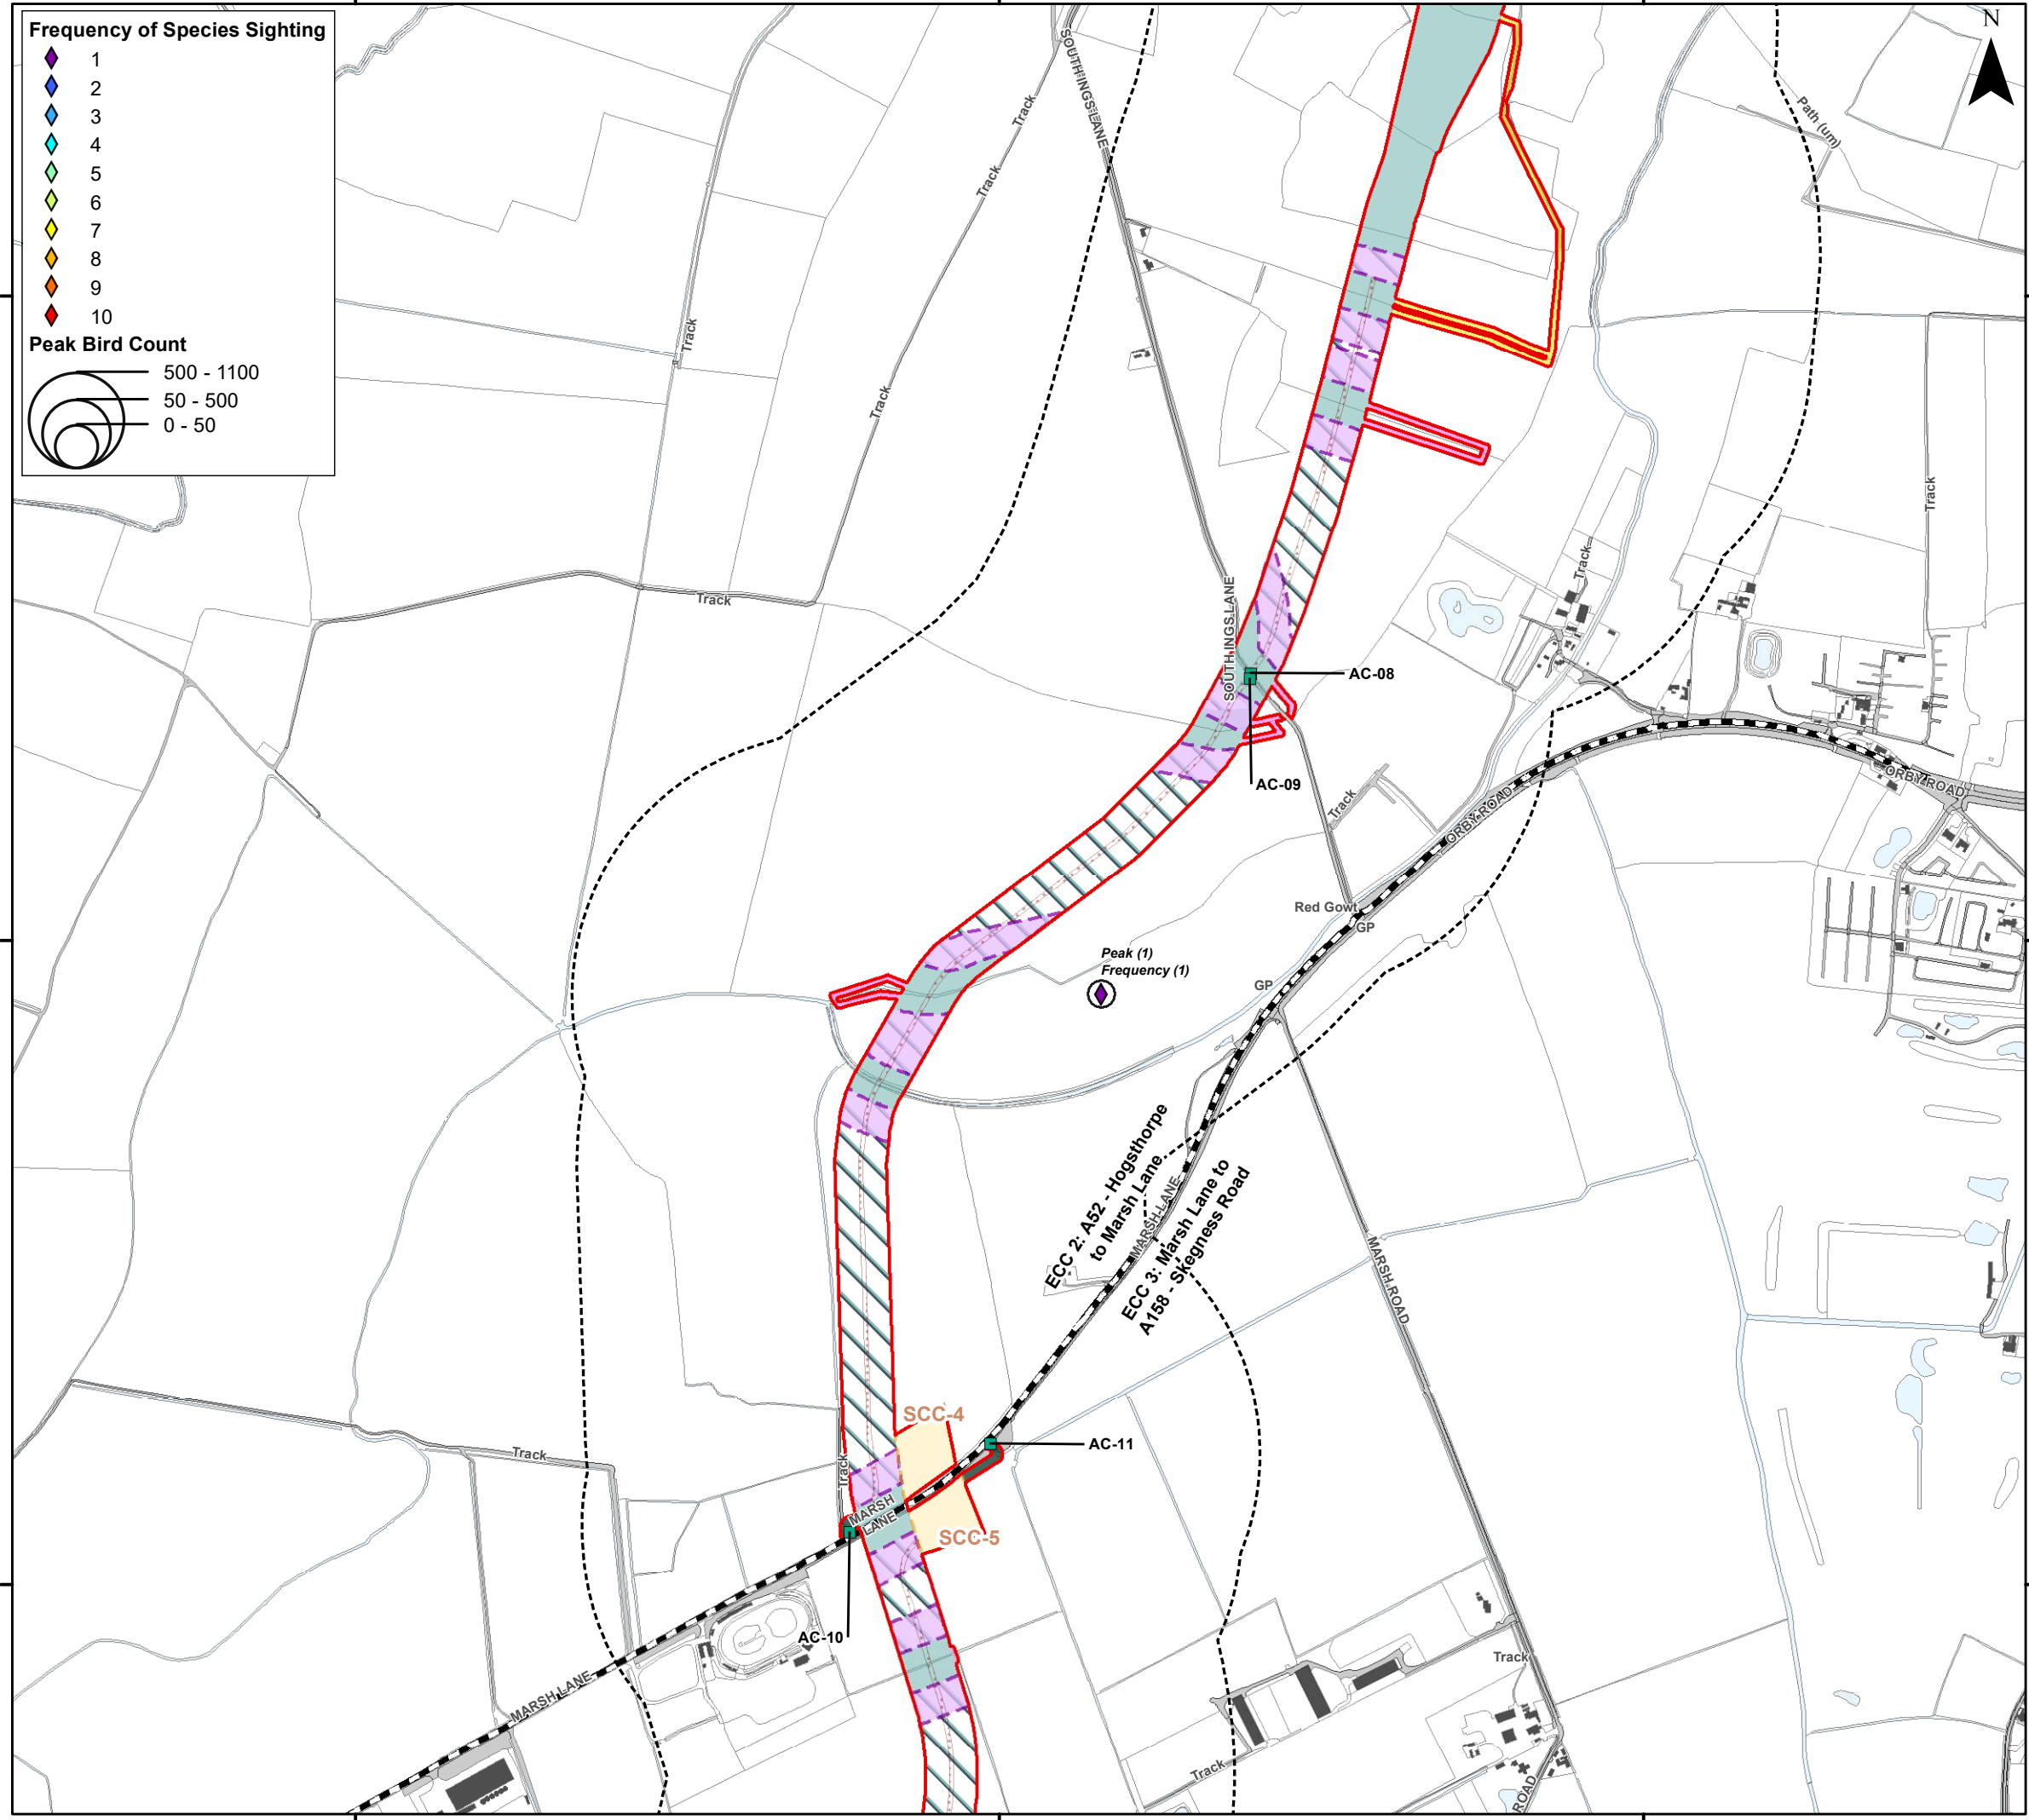 Frequency of Species Sighting
1
2
3
4
5
6
7
8
9
10
Peak Bird Count
500 - 1100
50 - 500
0 - 50
N
SOUTH INGS LANE
Track
Path (um)
Track
Track
Track
Track
Track
Track
Track
SOUTH INGS LANE
AC-08
AC-09
Track
ORBY ROAD
ORBY ROAD
Red Gowt
GP
Peak (1)
Frequency (1)
GP
ECC 2: A52 - Hogsthorpe
to Marsh Lane
MARSH LANE
ECC 3: Marsh Lane to
A158 - Skegness Road
MARSH ROAD
SCC-4
AC-11
Track
Track
MARSH
LANE
SCC-5
AC-10
MARSH LANE
Track
Track
ROAD